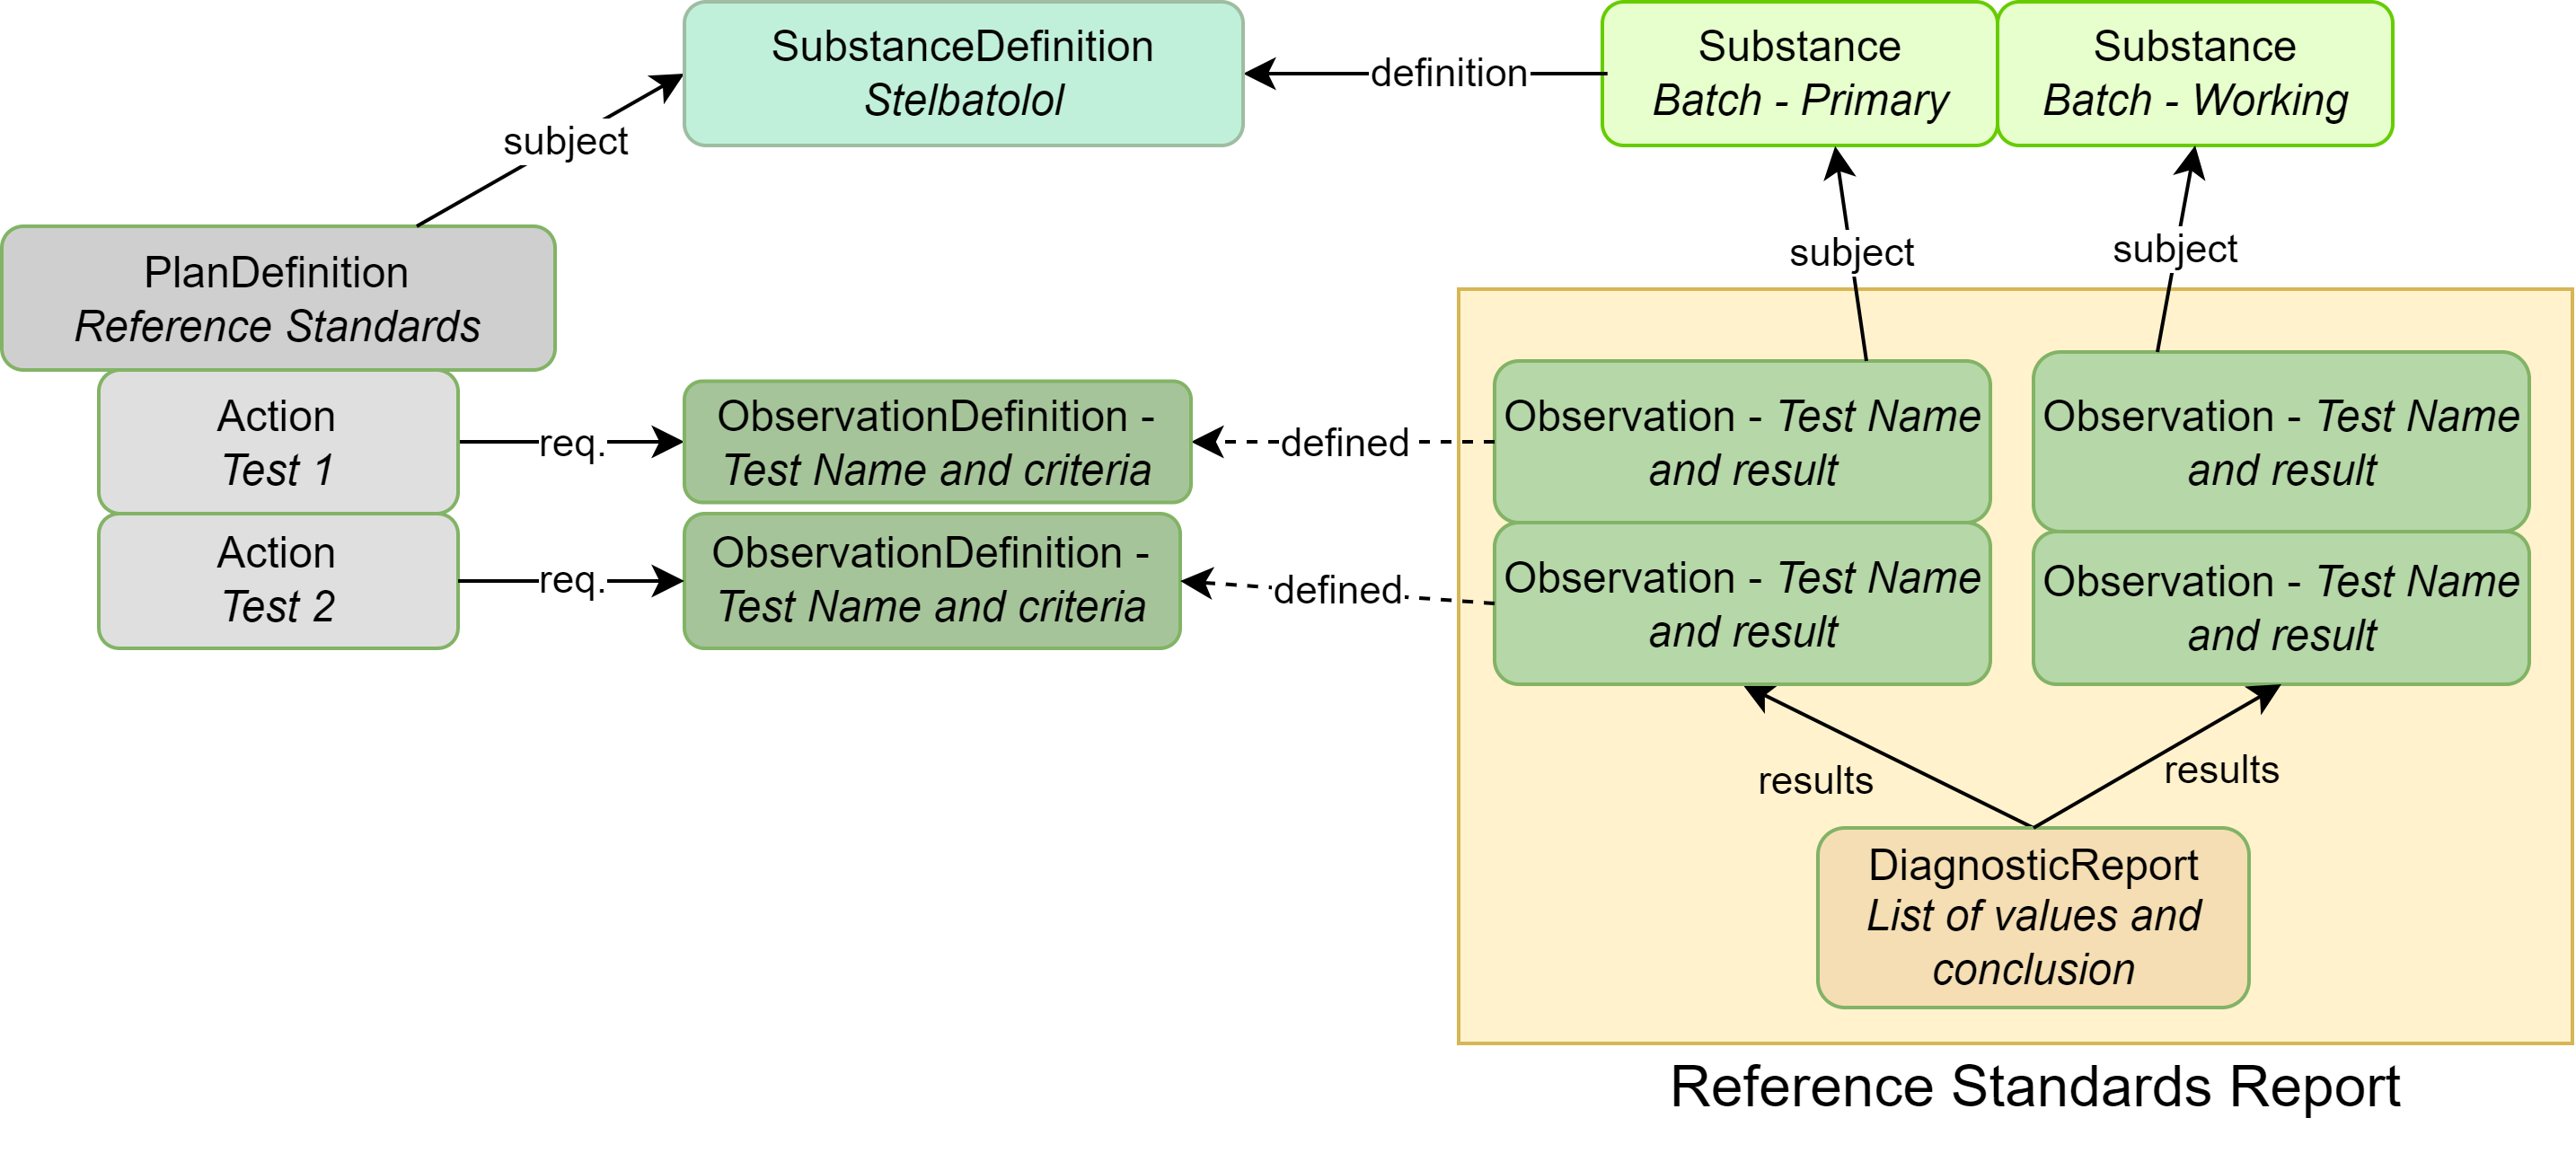 SubstanceDefinition
Stelbatolol
definition
Substance
Batch - Primary
Substance
Batch - Working
subject
PlanDefinition
Reference Standards
subject
subject
Action
Test 1
req.
ObservationDefinition -
Test Name and criteria
defined
Observation - Test Name
and result
Observation - Test Name
and result
Action
Test 2
req.
ObservationDefinition -
Test Name and criteria
defined
Observation - Test Name
and result
Observation - Test Name
and result
results
results
DiagnosticReport
List of values and
conclusion
Reference Standards Report